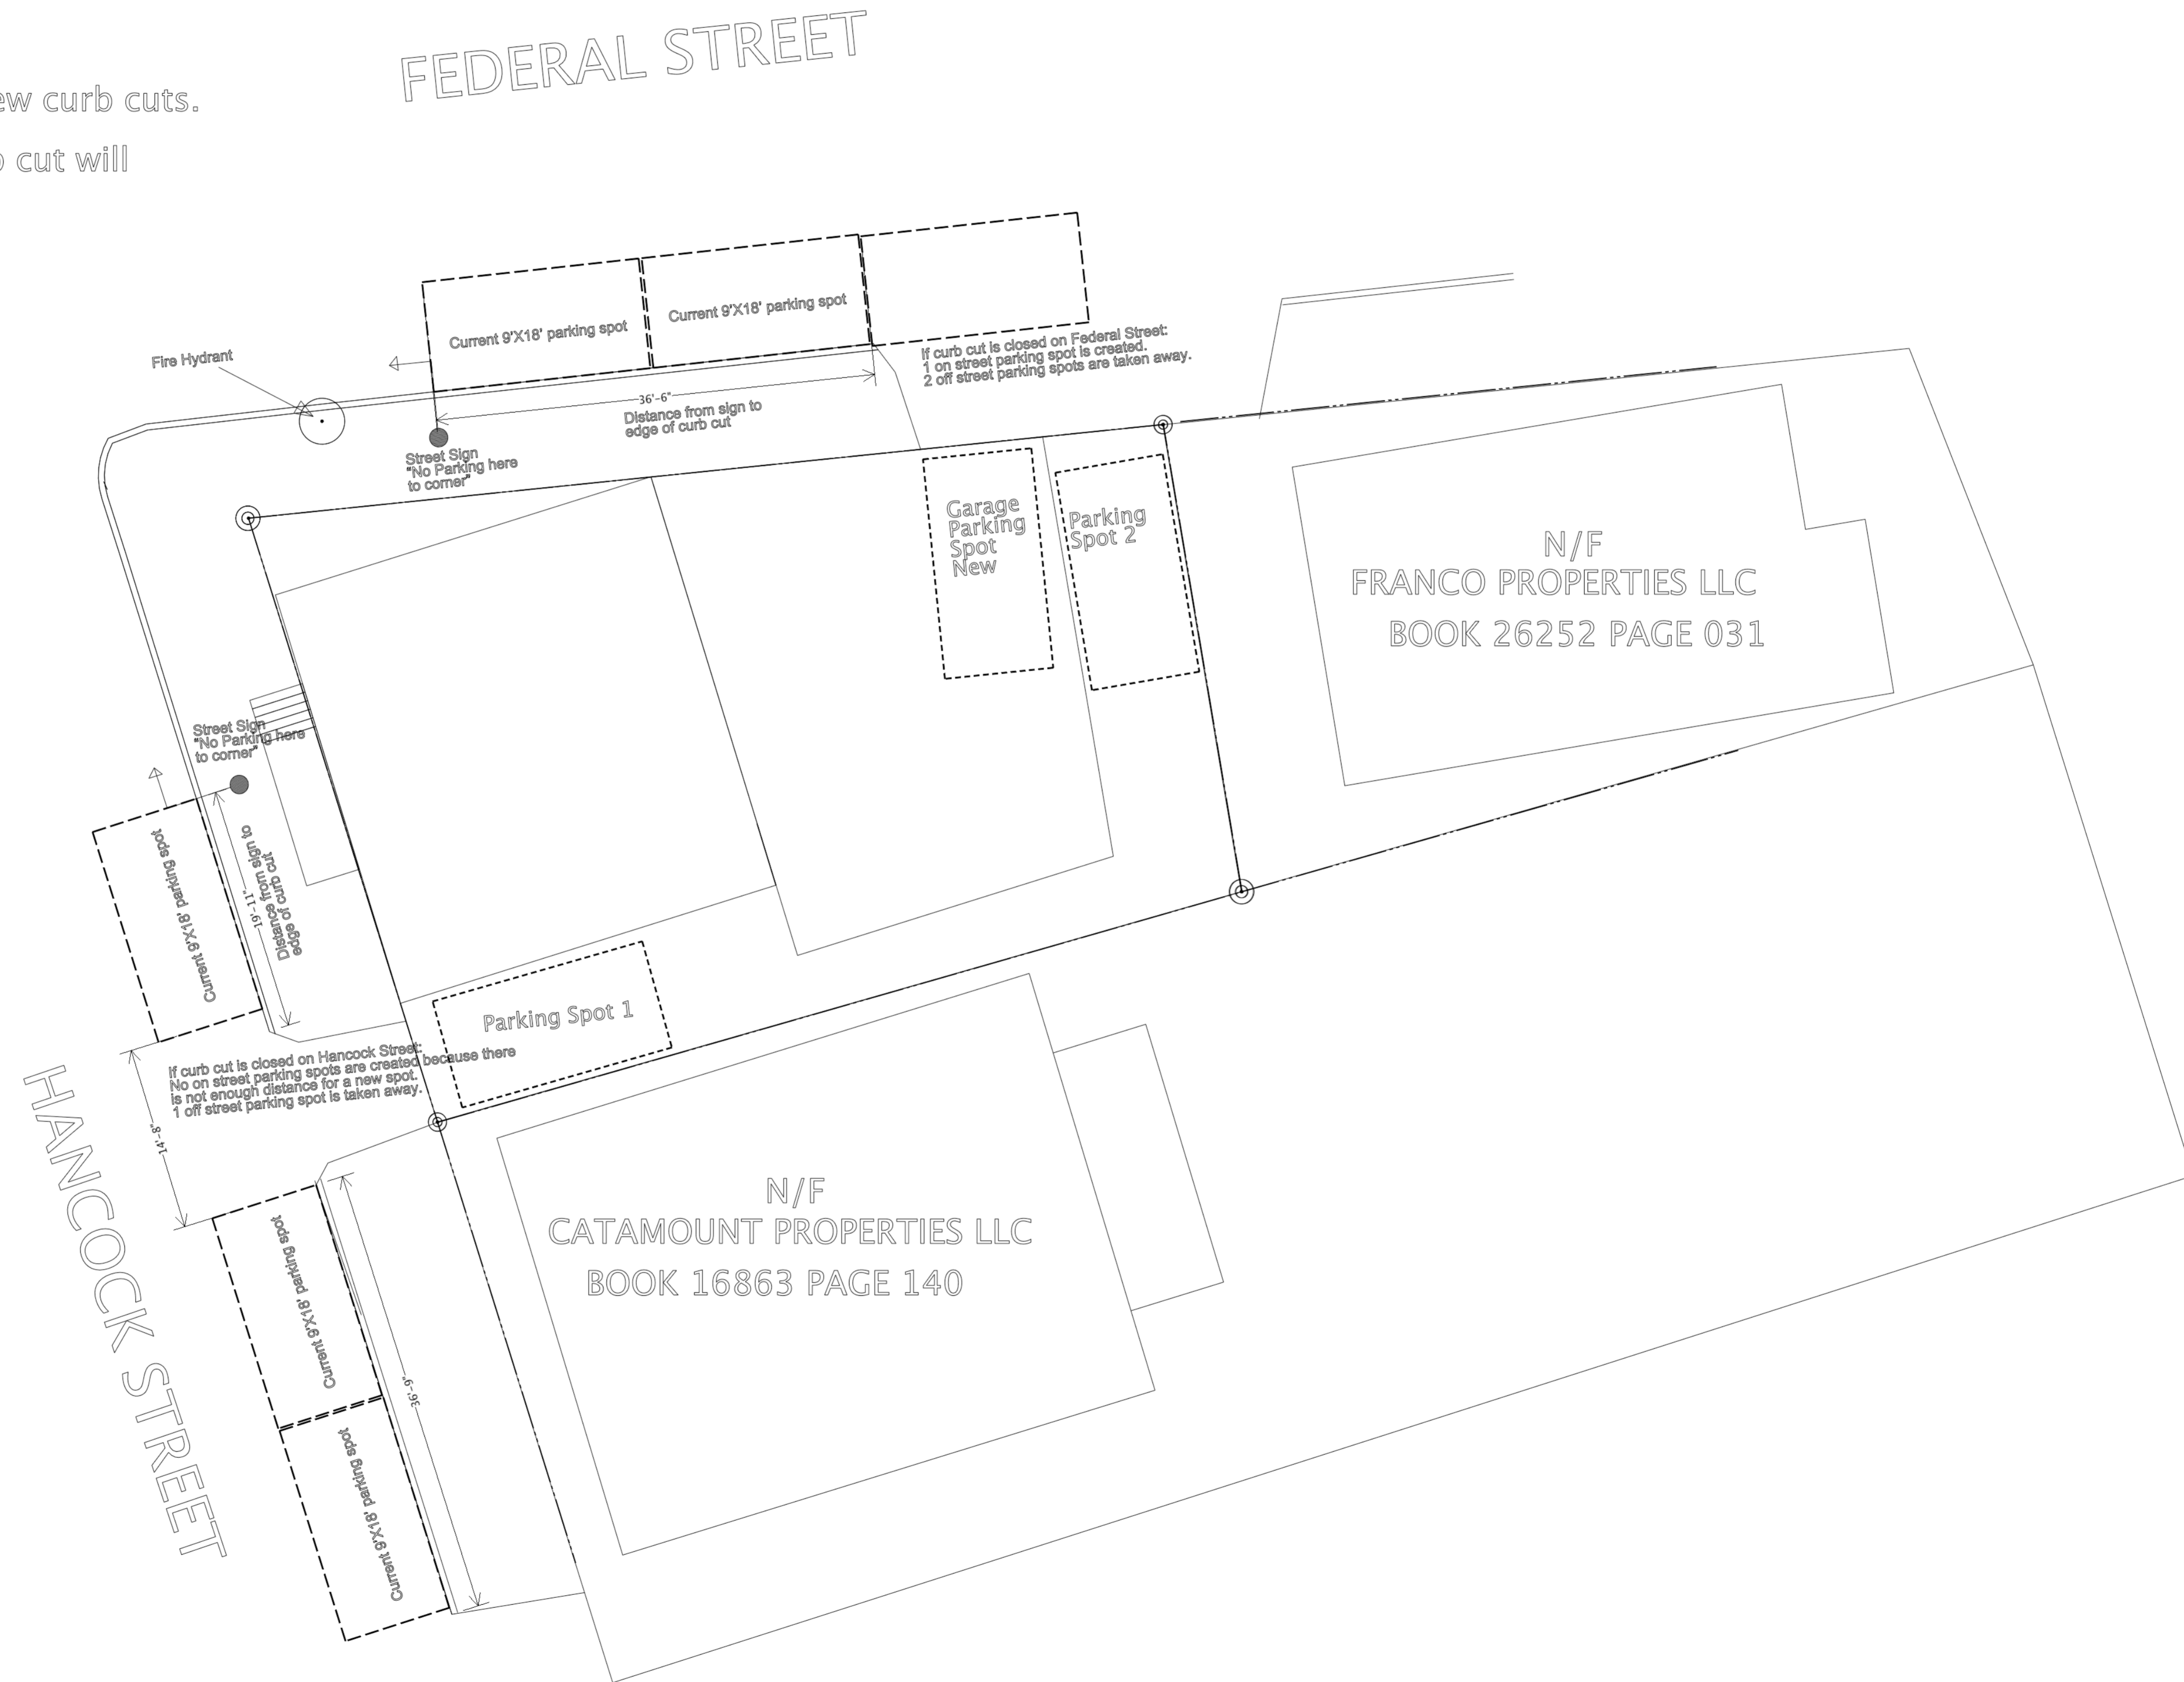 FEDERAL STREET
ew curb cuts.
cut will
Current 9'X18' parking spot
Current 9'X18' parking spot
If curb cut is closed on Federal Street:
1 on street parking spot is created.
2 off street parking spots are taken away.
Fire Hydrant
36'-6"
Distance from sign to
edge of curb cut
Street Sign
"No Parking here
to corner"
Garage
Parking
Spot
New
Parking
Spot 2
N/F
FRANCO PROPERTIES LLC
BOOK 26252 PAGE 031
Street Sign
"No Parking here
to corner"
Current 9'X18' parking spot
19'-11"
Distance from sign to
edge of curb cut
Parking Spot 1
If curb cut is closed on Hancock Street:
No on street parking spots are created because there
is not enough distance for a new spot.
1 off street parking spot is taken away.
14'-8"
HANCOCK STREET
N/F
CATAMOUNT PROPERTIES LLC
BOOK 16863 PAGE 140
Current 9'X18' parking spot
36'-9"
Current 9'X18' parking spot